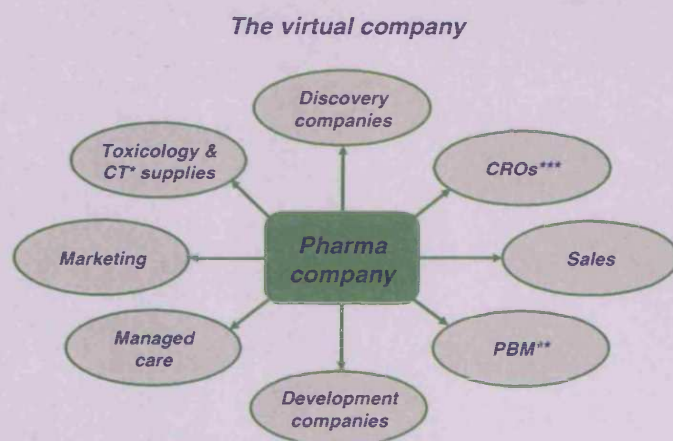 The virtual company
Discovery
companies
Toxicology &
CT* supplies
CROs***
Pharma
company
Marketing
Sales
Managed
care
PBM**
Development
companies